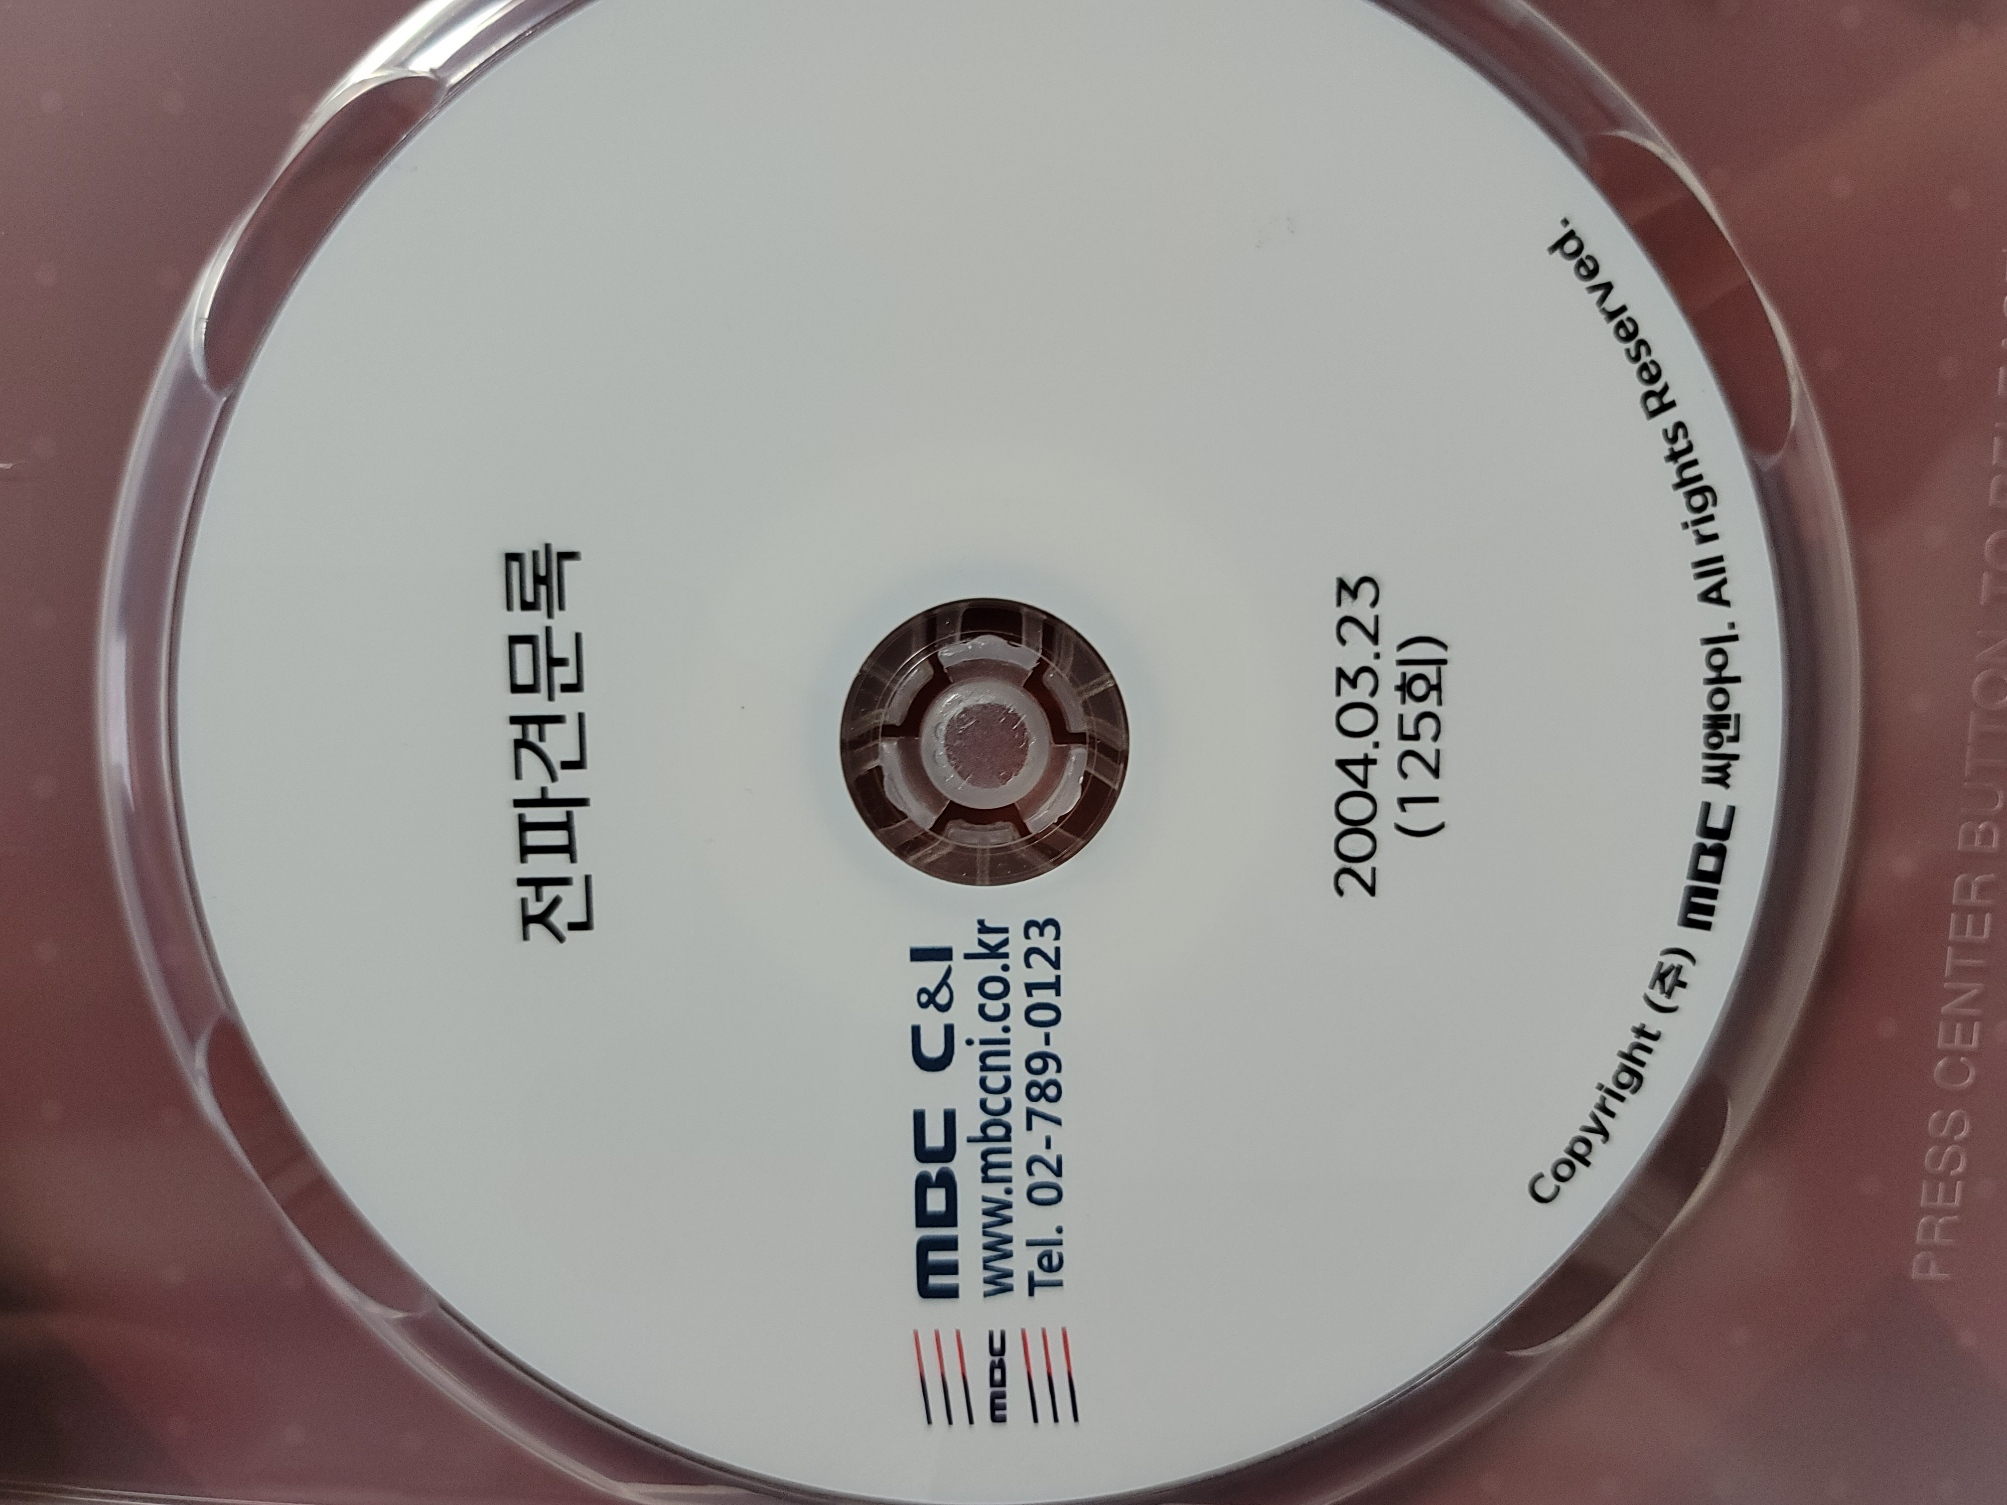 전파견문록
MBC C&I
www.mbccni.co.kr
Tel. 02-789-0123
MBC
2004.03.23
(125회)
Copyright (주) MBC 씨앤아이. All rights Reserved.
PRESS CENTER BUTTON TO